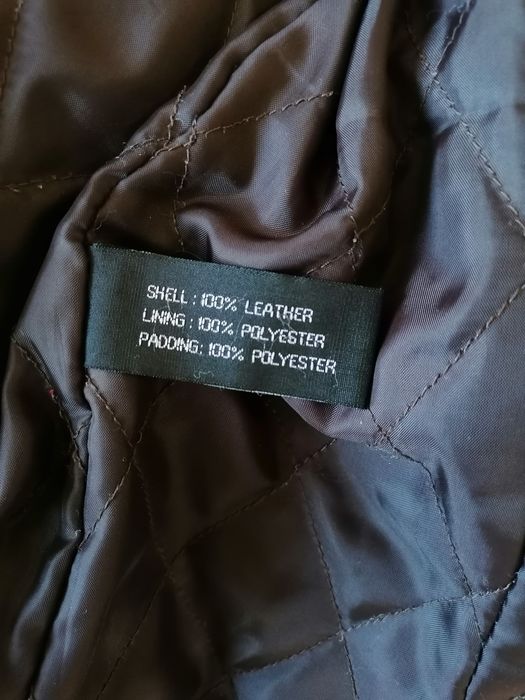 SHELL : 100% LEATHER
LINING : 100% POLYESTER
PADDING : 100% POLYESTER